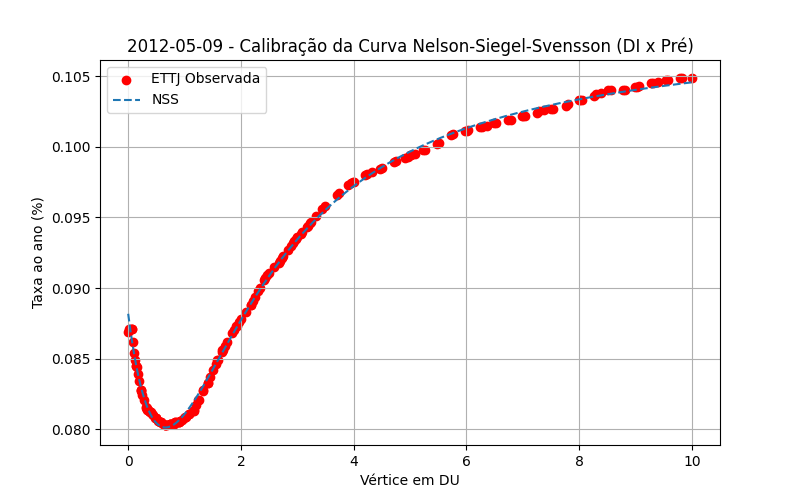 2012-05-09 - Calibração da Curva Nelson-Siegel-Svensson (DI x Pré)
ETTJ Observada
NSS
Taxa ao ano (%)
0.105
0.100
0.095
0.090
0.085
0.080
0 2 4 6 8 10
Vértice em DU